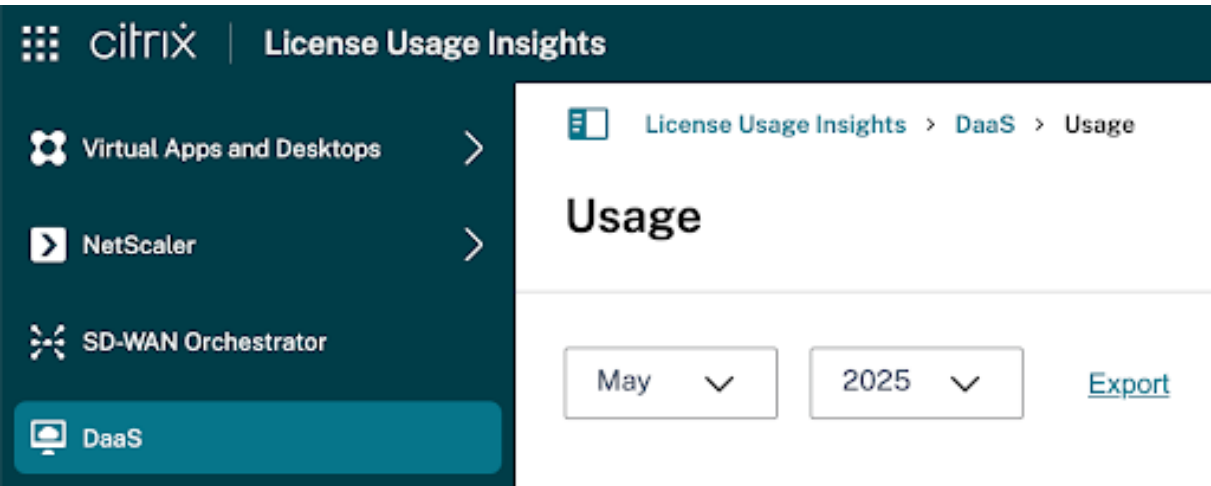 citrix | License Usage Insights
Virtual Apps and Desktops
NetScaler
SD-WAN Orchestrator
DaaS
License Usage Insights > DaaS > Usage
Usage
May
2025
Export